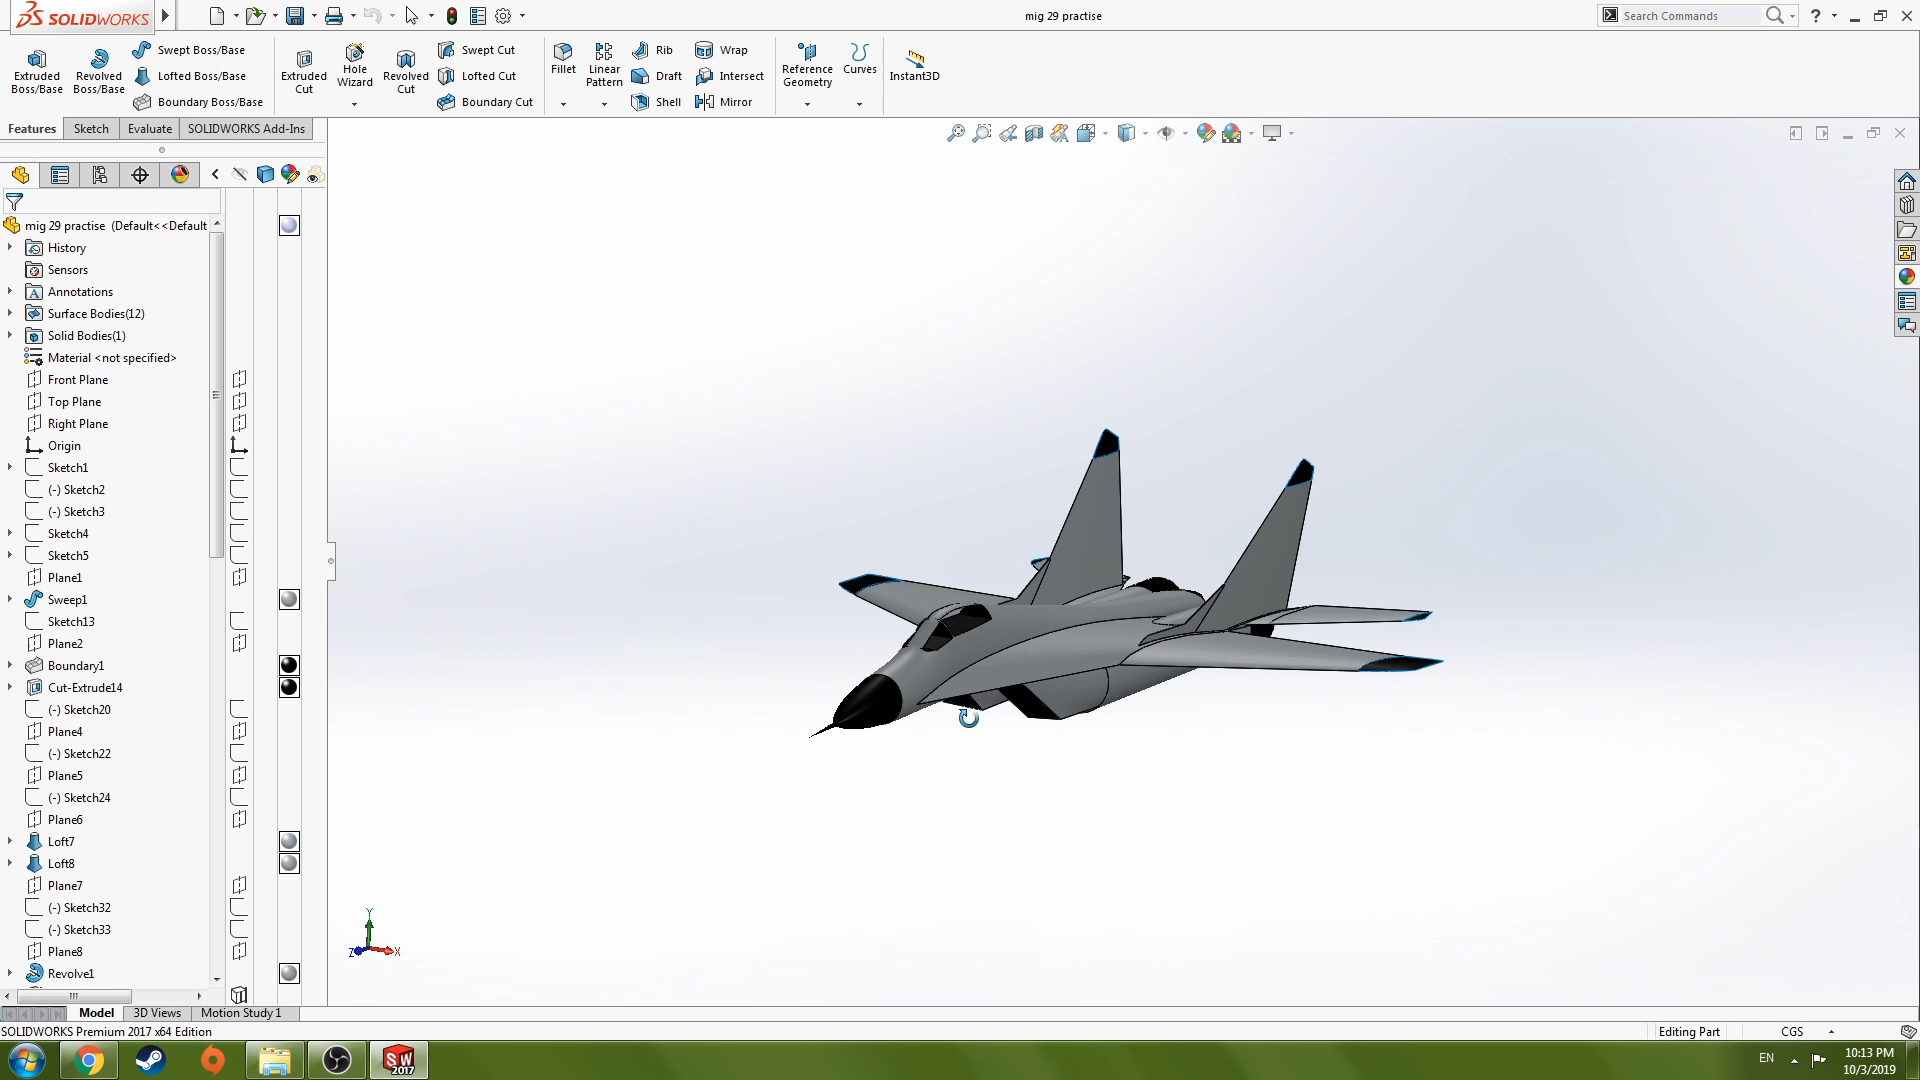 SOLIDWORKS
mig 29 practise
Search Commands
?
Extruded Boss/Base
Revolved Boss/Base
Swept Boss/Base
Lofted Boss/Base
Boundary Boss/Base
Extruded Cut
Hole Wizard
Revolved Cut
Swept Cut
Lofted Cut
Boundary Cut
Fillet
Linear Pattern
Rib
Draft
Shell
Wrap
Intersect
Mirror
Reference Geometry
Curves
Instant3D
Features
Sketch
Evaluate
SOLIDWORKS Add-Ins
mig 29 practise (Default<<Default
History
Sensors
Annotations
Surface Bodies(12)
Solid Bodies(1)
Material <not specified>
Front Plane
Top Plane
Right Plane
Origin
Sketch1
(-) Sketch2
(-) Sketch3
Sketch4
Sketch5
Plane1
Sweep1
Sketch13
Plane2
Boundary1
Cut-Extrude14
(-) Sketch20
Plane4
(-) Sketch22
Plane5
(-) Sketch24
Plane6
Loft7
Loft8
Plane7
(-) Sketch32
(-) Sketch33
Plane8
Revolve1
Y
Z
X
Model
3D Views
Motion Study 1
SOLIDWORKS Premium 2017 x64 Edition
Editing Part
CGS
SW
2017
EN
10:13 PM
10/3/2019